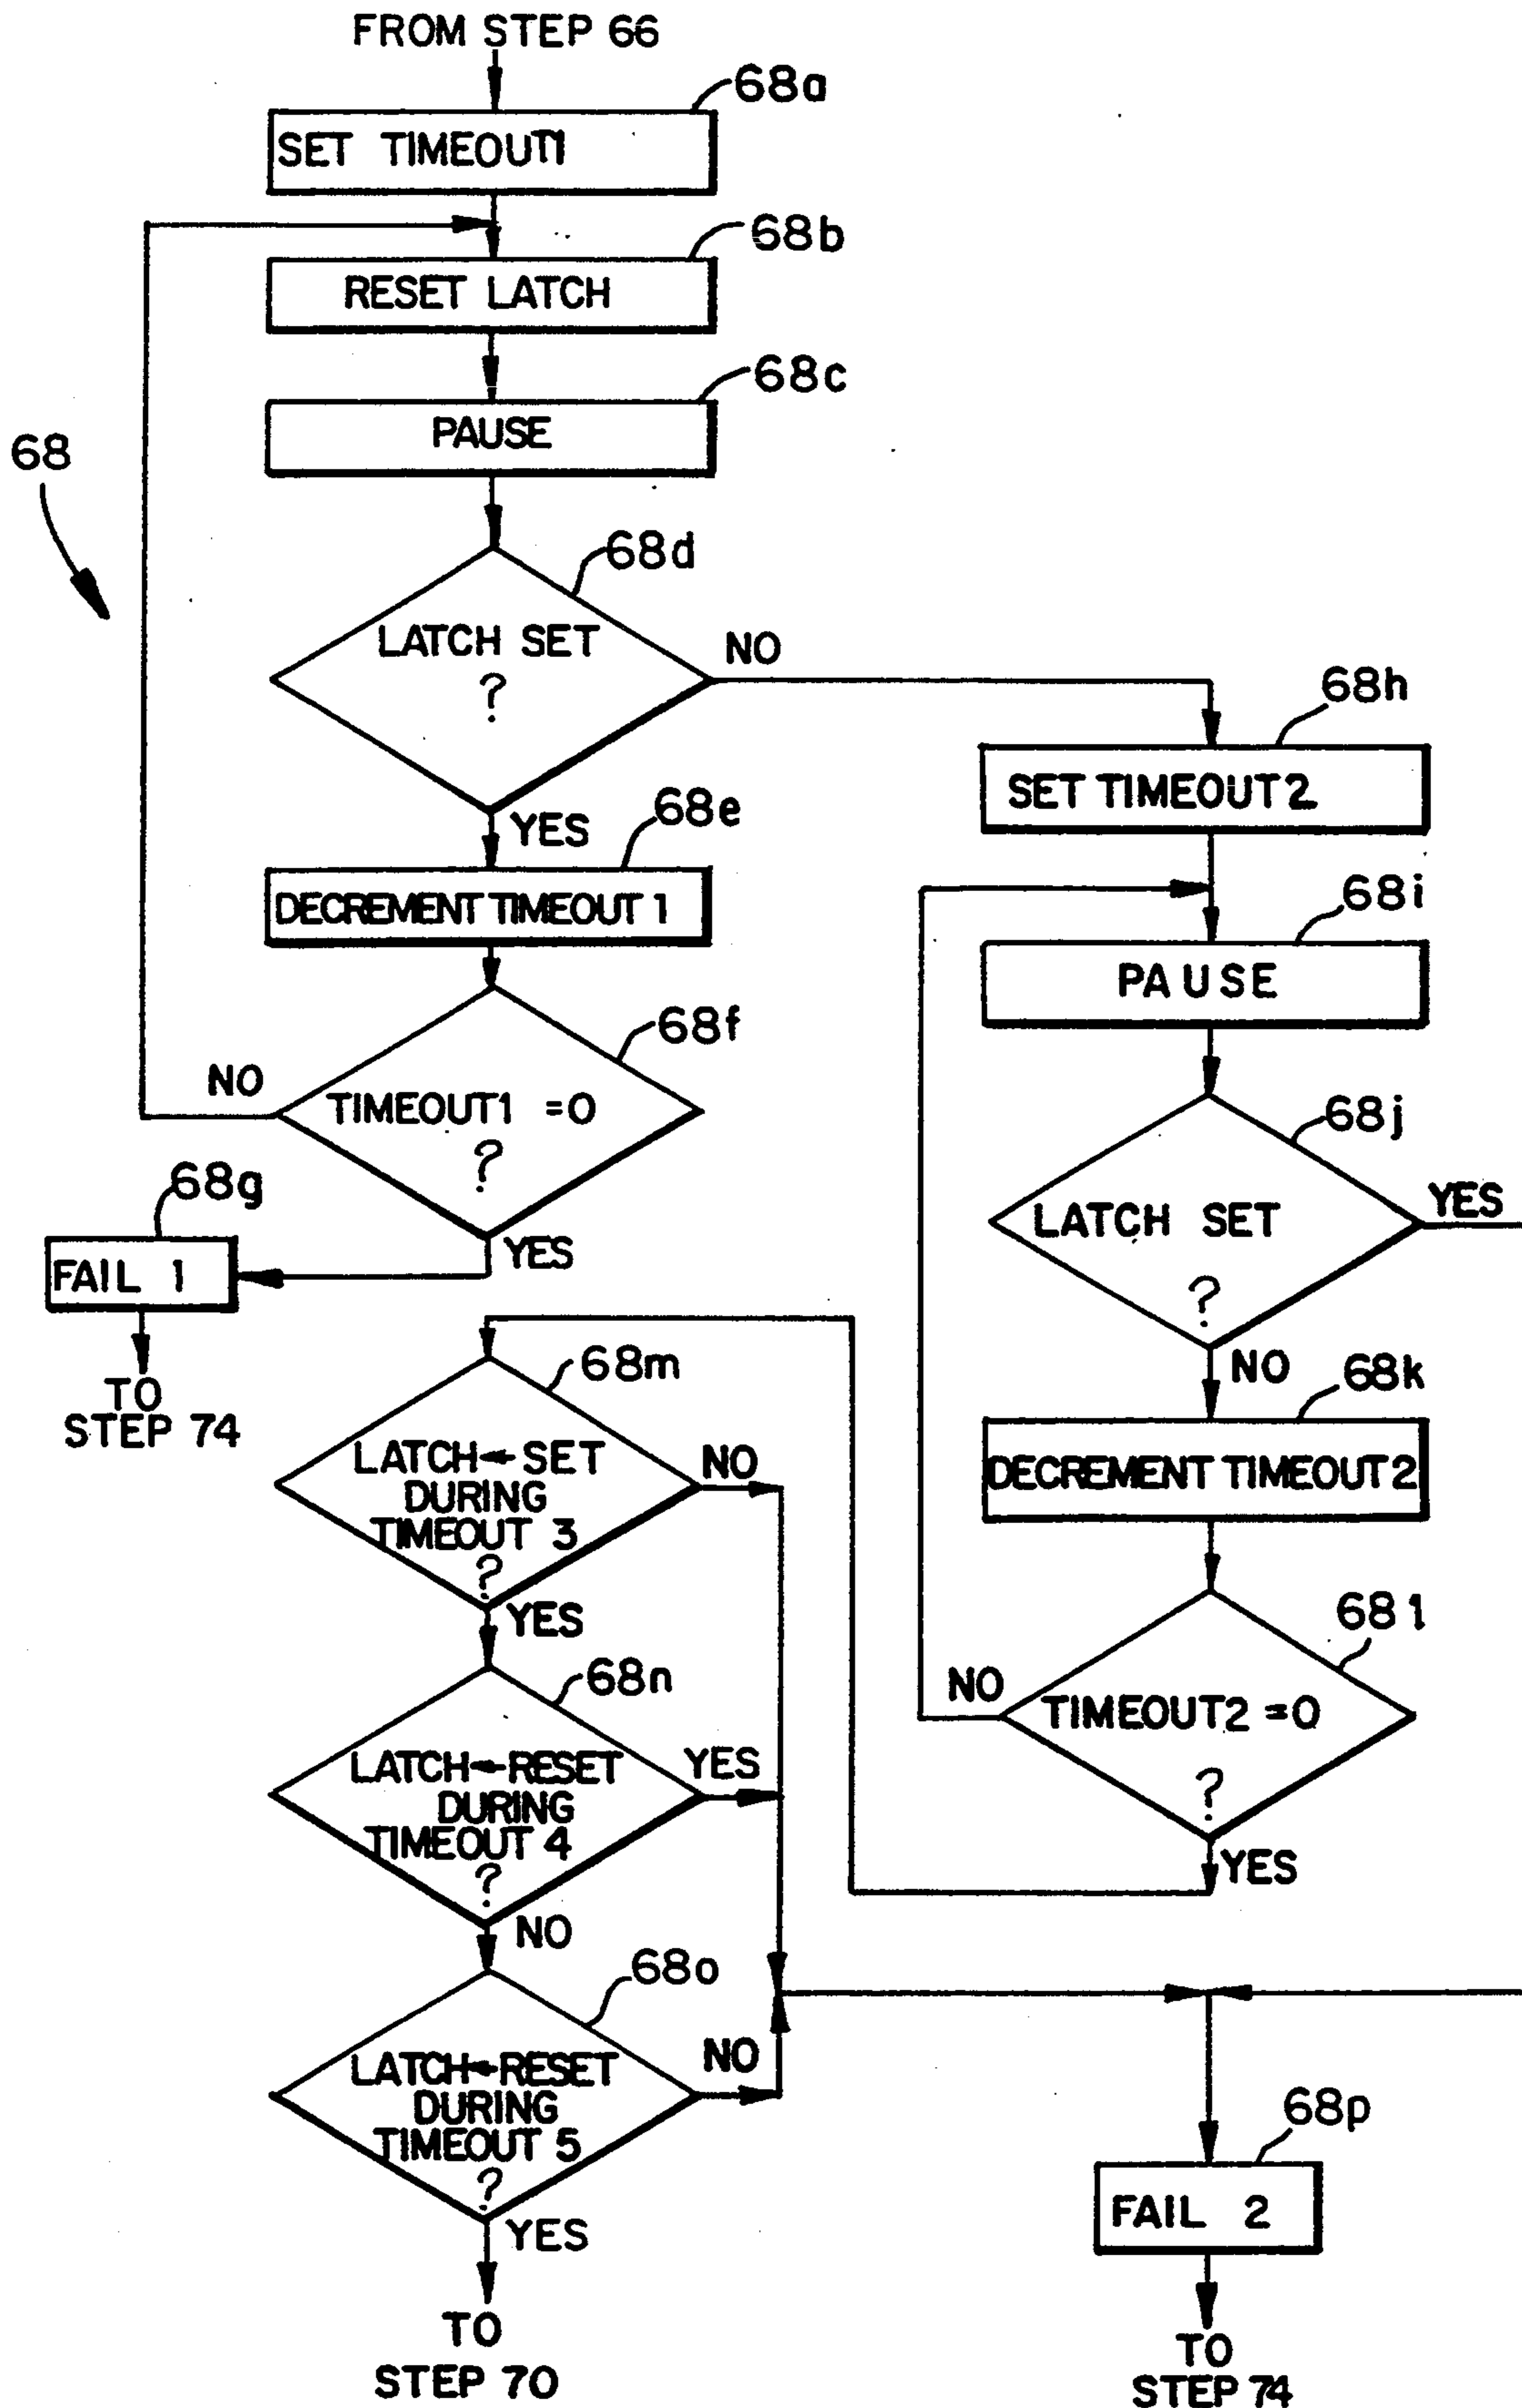 FROM STEP 66
68a
SET TIMEOUT1
68b
RESET LATCH
68c
PAUSE
68
68d
LATCH SET
?
NO
YES
68e
DECREMENT TIMEOUT 1
68f
NO
TIMEOUT1 =0
?
YES
68g
FAIL 1
TO
STEP 74
68h
SET TIMEOUT2
68i
PAUSE
68j
LATCH SET
?
YES
NO
68k
DECREMENT TIMEOUT2
68l
NO
TIMEOUT2 =0
?
YES
68m
LATCH←SET
DURING
TIMEOUT 3
?
NO
YES
68n
LATCH←RESET
DURING
TIMEOUT 4
?
YES
NO
68o
LATCH←RESET
DURING
TIMEOUT 5
?
NO
YES
TO
STEP 70
68p
FAIL 2
TO
STEP 74